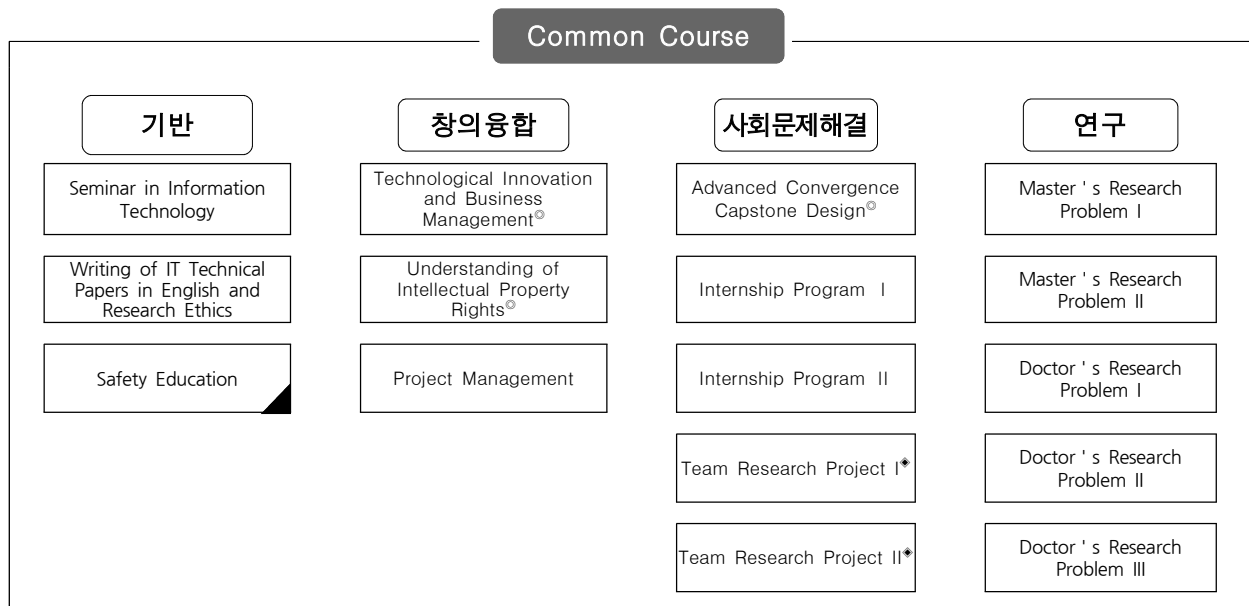 Common Course
기반
Seminar in Information
Technology
Writing of IT Technical
Papers in English and
Research Ethics
Safety Education
창의융합
Technological Innovation
and Business
Management◎
Understanding of
Intellectual Property
Rights◎
Project Management
사회문제해결
Advanced Convergence
Capstone Design◎
Internship Program Ⅰ
Internship Program Ⅱ
Team Research Project Ⅰ◈
Team Research Project Ⅱ◈
연구
Master ' s Research
Problem Ⅰ
Master ' s Research
Problem Ⅱ
Doctor ' s Research
Problem Ⅰ
Doctor ' s Research
Problem Ⅱ
Doctor ' s Research
Problem Ⅲ